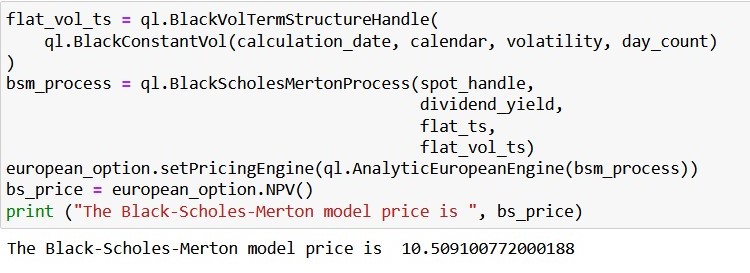 flat_vol_ts = ql.BlackVolTermStructureHandle(
    ql.BlackConstantVol(calculation_date, calendar, volatility, day_count)
)
bsm_process = ql.BlackScholesMertonProcess(spot_handle,
                                           dividend_yield,
                                           flat_ts,
                                           flat_vol_ts)
european_option.setPricingEngine(ql.AnalyticEuropeanEngine(bsm_process))
bs_price = european_option.NPV()
print ("The Black-Scholes-Merton model price is ", bs_price)
The Black-Scholes-Merton model price is  10.509100772000188